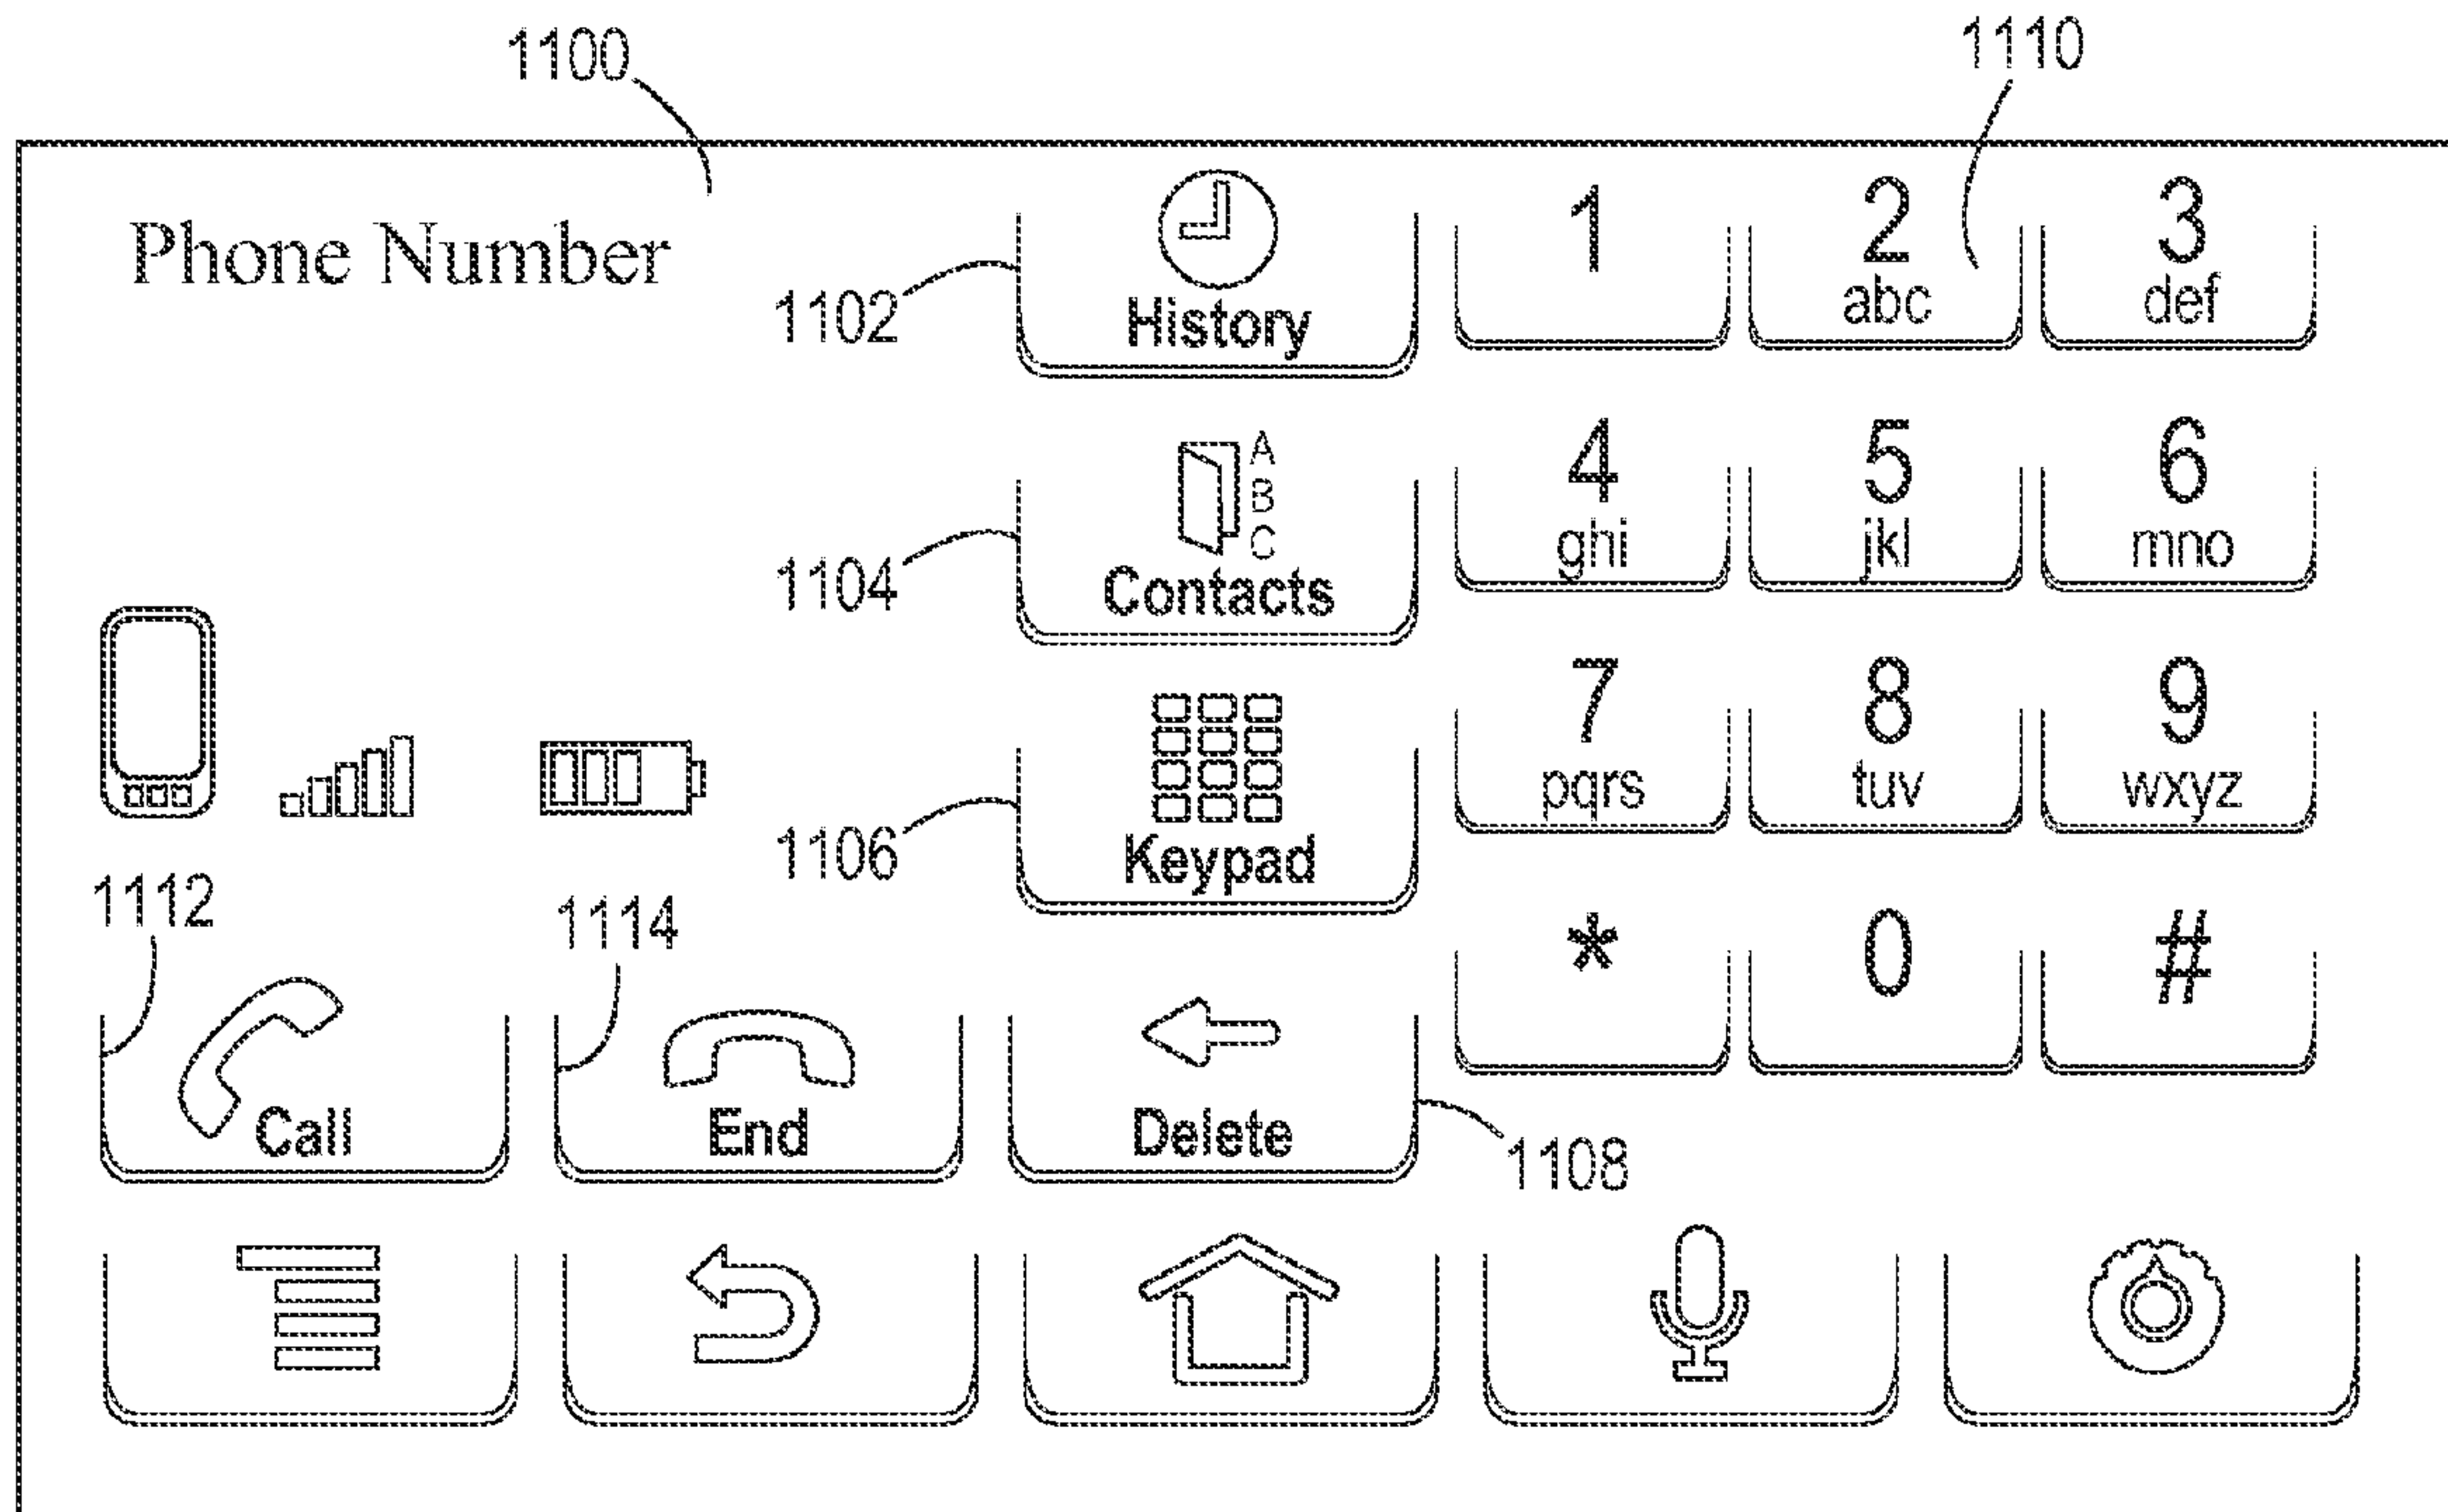 1100
1110
Phone Number
1102
History
1
2
abc
3
def
1104
A
B
C
Contacts
4
ghi
5
jkl
6
mno
1106
Keypad
7
pqrs
8
tuv
9
wxyz
1112
Call
1114
End
Delete
1108
*
0
#